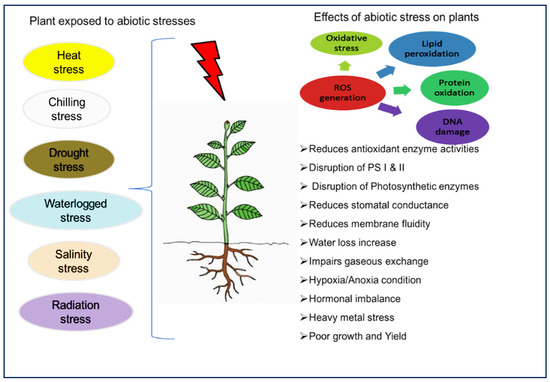 Plant exposed to abiotic stresses
Heat
stress
Chilling
stress
Drought
stress
Waterlogged
stress
Salinity
stress
Radiation
stress
Effects of abiotic stress on plants
Oxidative
stress
Lipid
peroxidation
ROS
generation
Protein
oxidation
DNA
damage
➢Reduces antioxidant enzyme activities
➢Disruption of PS I & II
➢ Disruption of Photosynthetic enzymes
➢Reduces stomatal conductance
➢Reduces membrane fluidity
➢Water loss increase
➢Impairs gaseous exchange
➢Hypoxia/Anoxia condition
➢Hormonal imbalance
➢Heavy metal stress
➢Poor growth and Yield